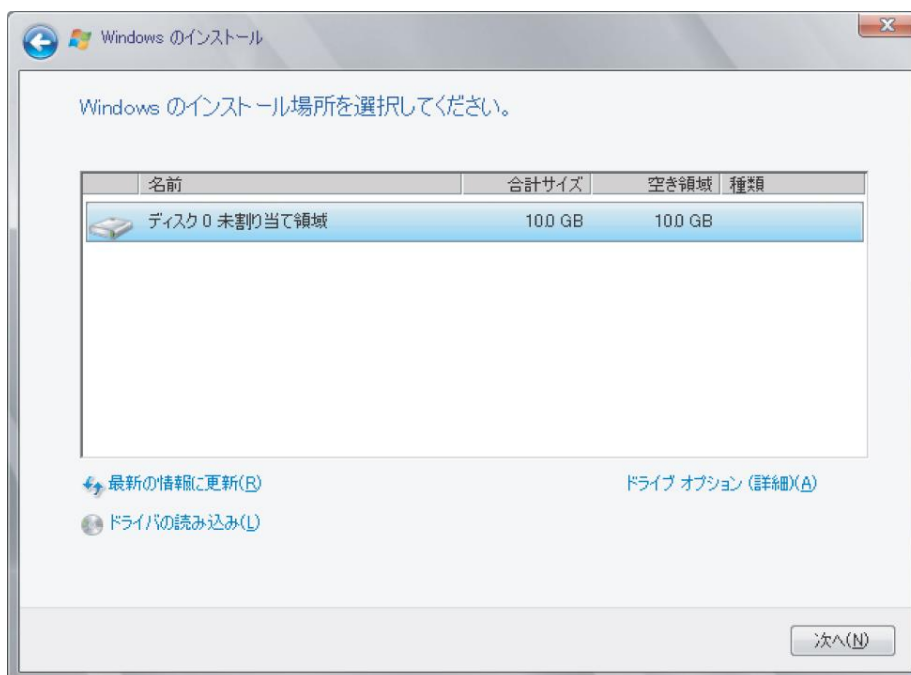 Windows のインストール
Windows のインストール場所を選択してください。
名前 合計サイズ 空き領域 種類
ディスク 0 未割り当て領域 10.0 GB 10.0 GB
最新の情報に更新(R) ドライブ オプション (詳細)(A)
ドライバの読み込み(L)
次へ(N)